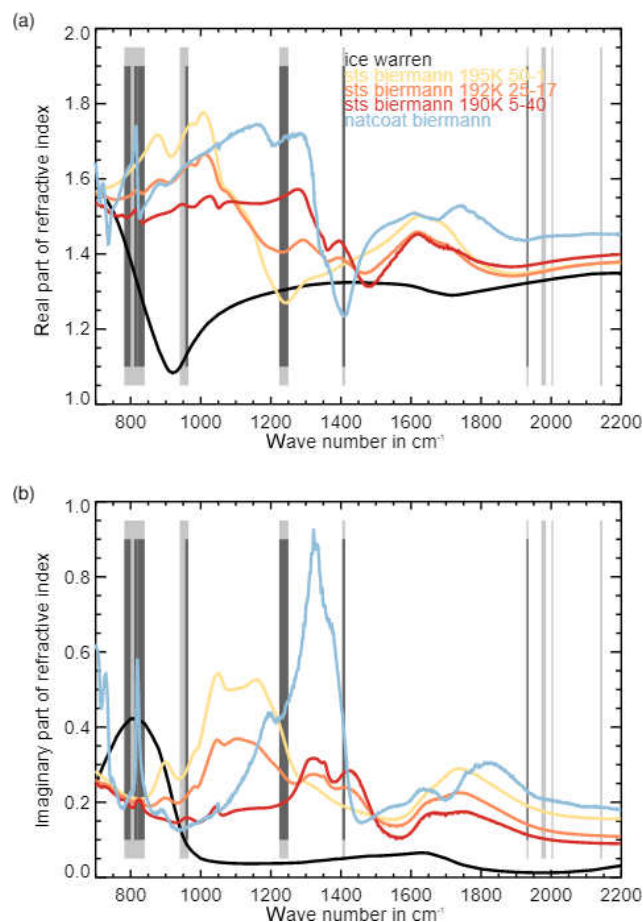 (a)
2.0
ice warren
sts biermann 195K 50-1
1.8
sts biermann 192K 25-17
sts biermann 190K 5-40
natcoat biermann
1.6
Real part of refractive index
1.4
1.2
1.0
800 1000 1200 1400 1600 1800 2000 2200
Wave number in cm⁻¹
(b)
1.0
0.8
0.6
Imaginary part of refractive index
0.4
0.2
0.0
800 1000 1200 1400 1600 1800 2000 2200
Wave number in cm⁻¹